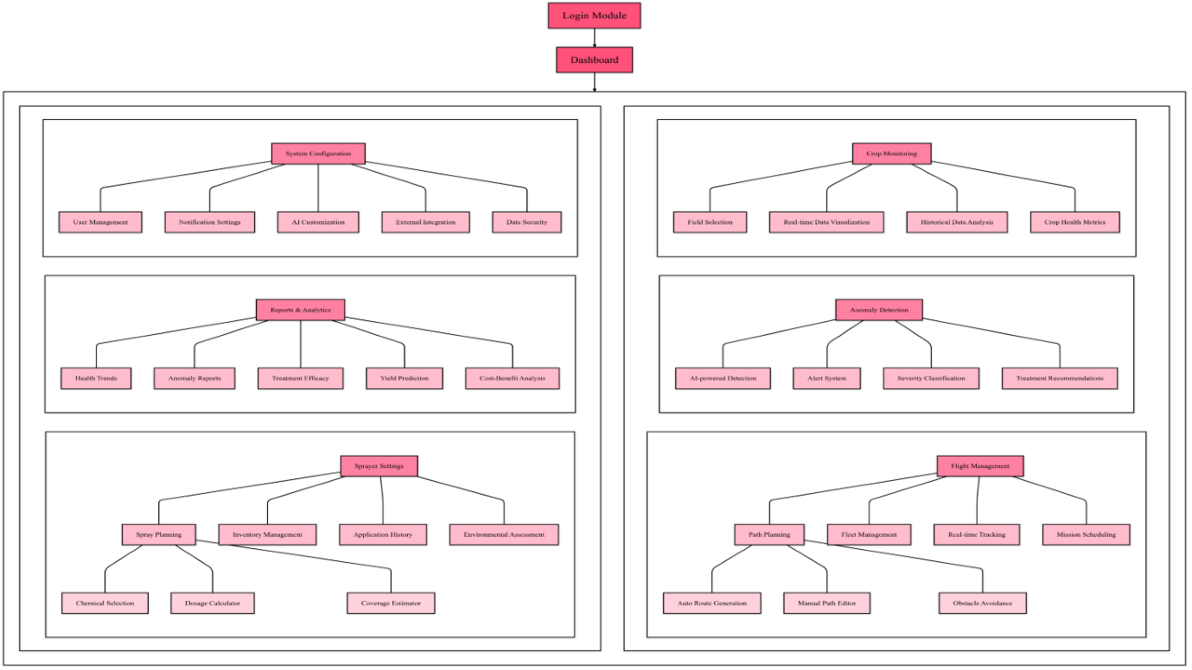 Login Module
Dashboard
System Configuration
User Management
Notification Settings
AI Customization
External Integration
Data Security
Reports & Analytics
Health Trends
Anomaly Reports
Treatment Efficacy
Yield Prediction
Cost-Benefit Analysis
Sprayer Settings
Spray Planning
Inventory Management
Application History
Environmental Assessment
Chemical Selection
Dosage Calculator
Coverage Estimator
Crop Monitoring
Field Selection
Real-time Data Visualization
Historical Data Analysis
Crop Health Metrics
Anomaly Detection
AI-powered Detection
Alert System
Severity Classification
Treatment Recommendations
Flight Management
Path Planning
Fleet Management
Real-time Tracking
Mission Scheduling
Auto Route Generation
Manual Path Editor
Obstacle Avoidance